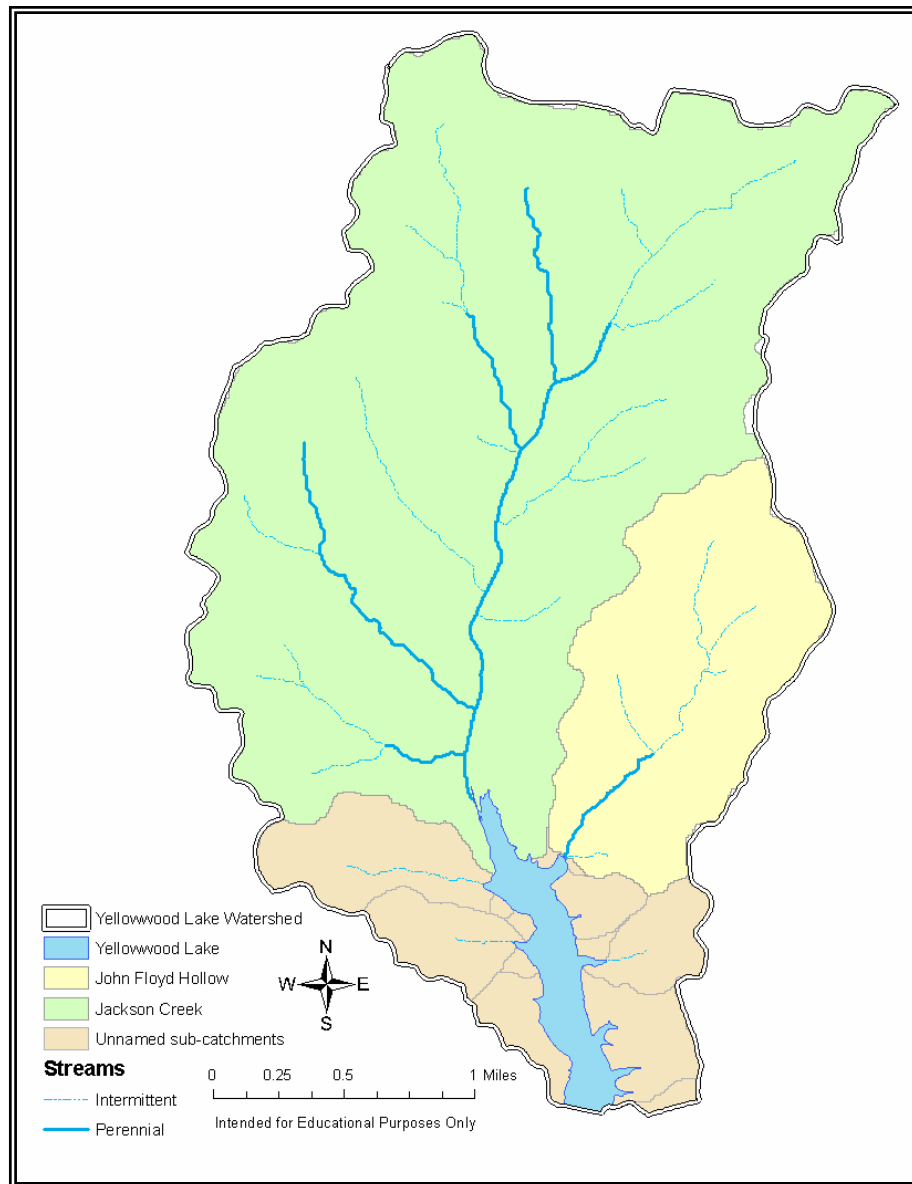 Yellowwood Lake Watershed
Yellowwood Lake
John Floyd Hollow
Jackson Creek
Unnamed sub-catchments
N
W E
S
Streams
Intermittent
Perennial
0 0.25 0.5 1 Miles
Intended for Educational Purposes Only